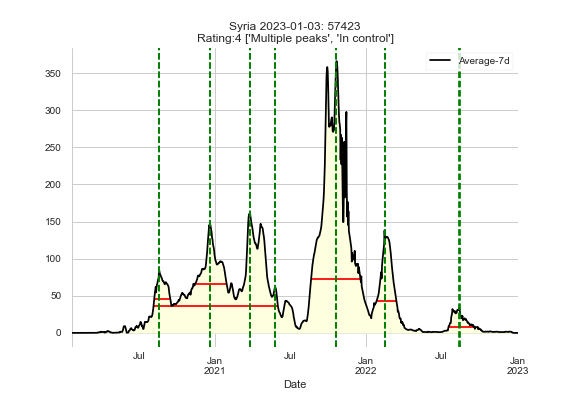 Syria 2023-01-03: 57423
Rating:4 ['Multiple peaks', 'In control']
Average-7d
350
300
250
200
150
100
50
0
Jul
Jan
2021
Jul
Jan
2022
Jul
Jan
2023
Date